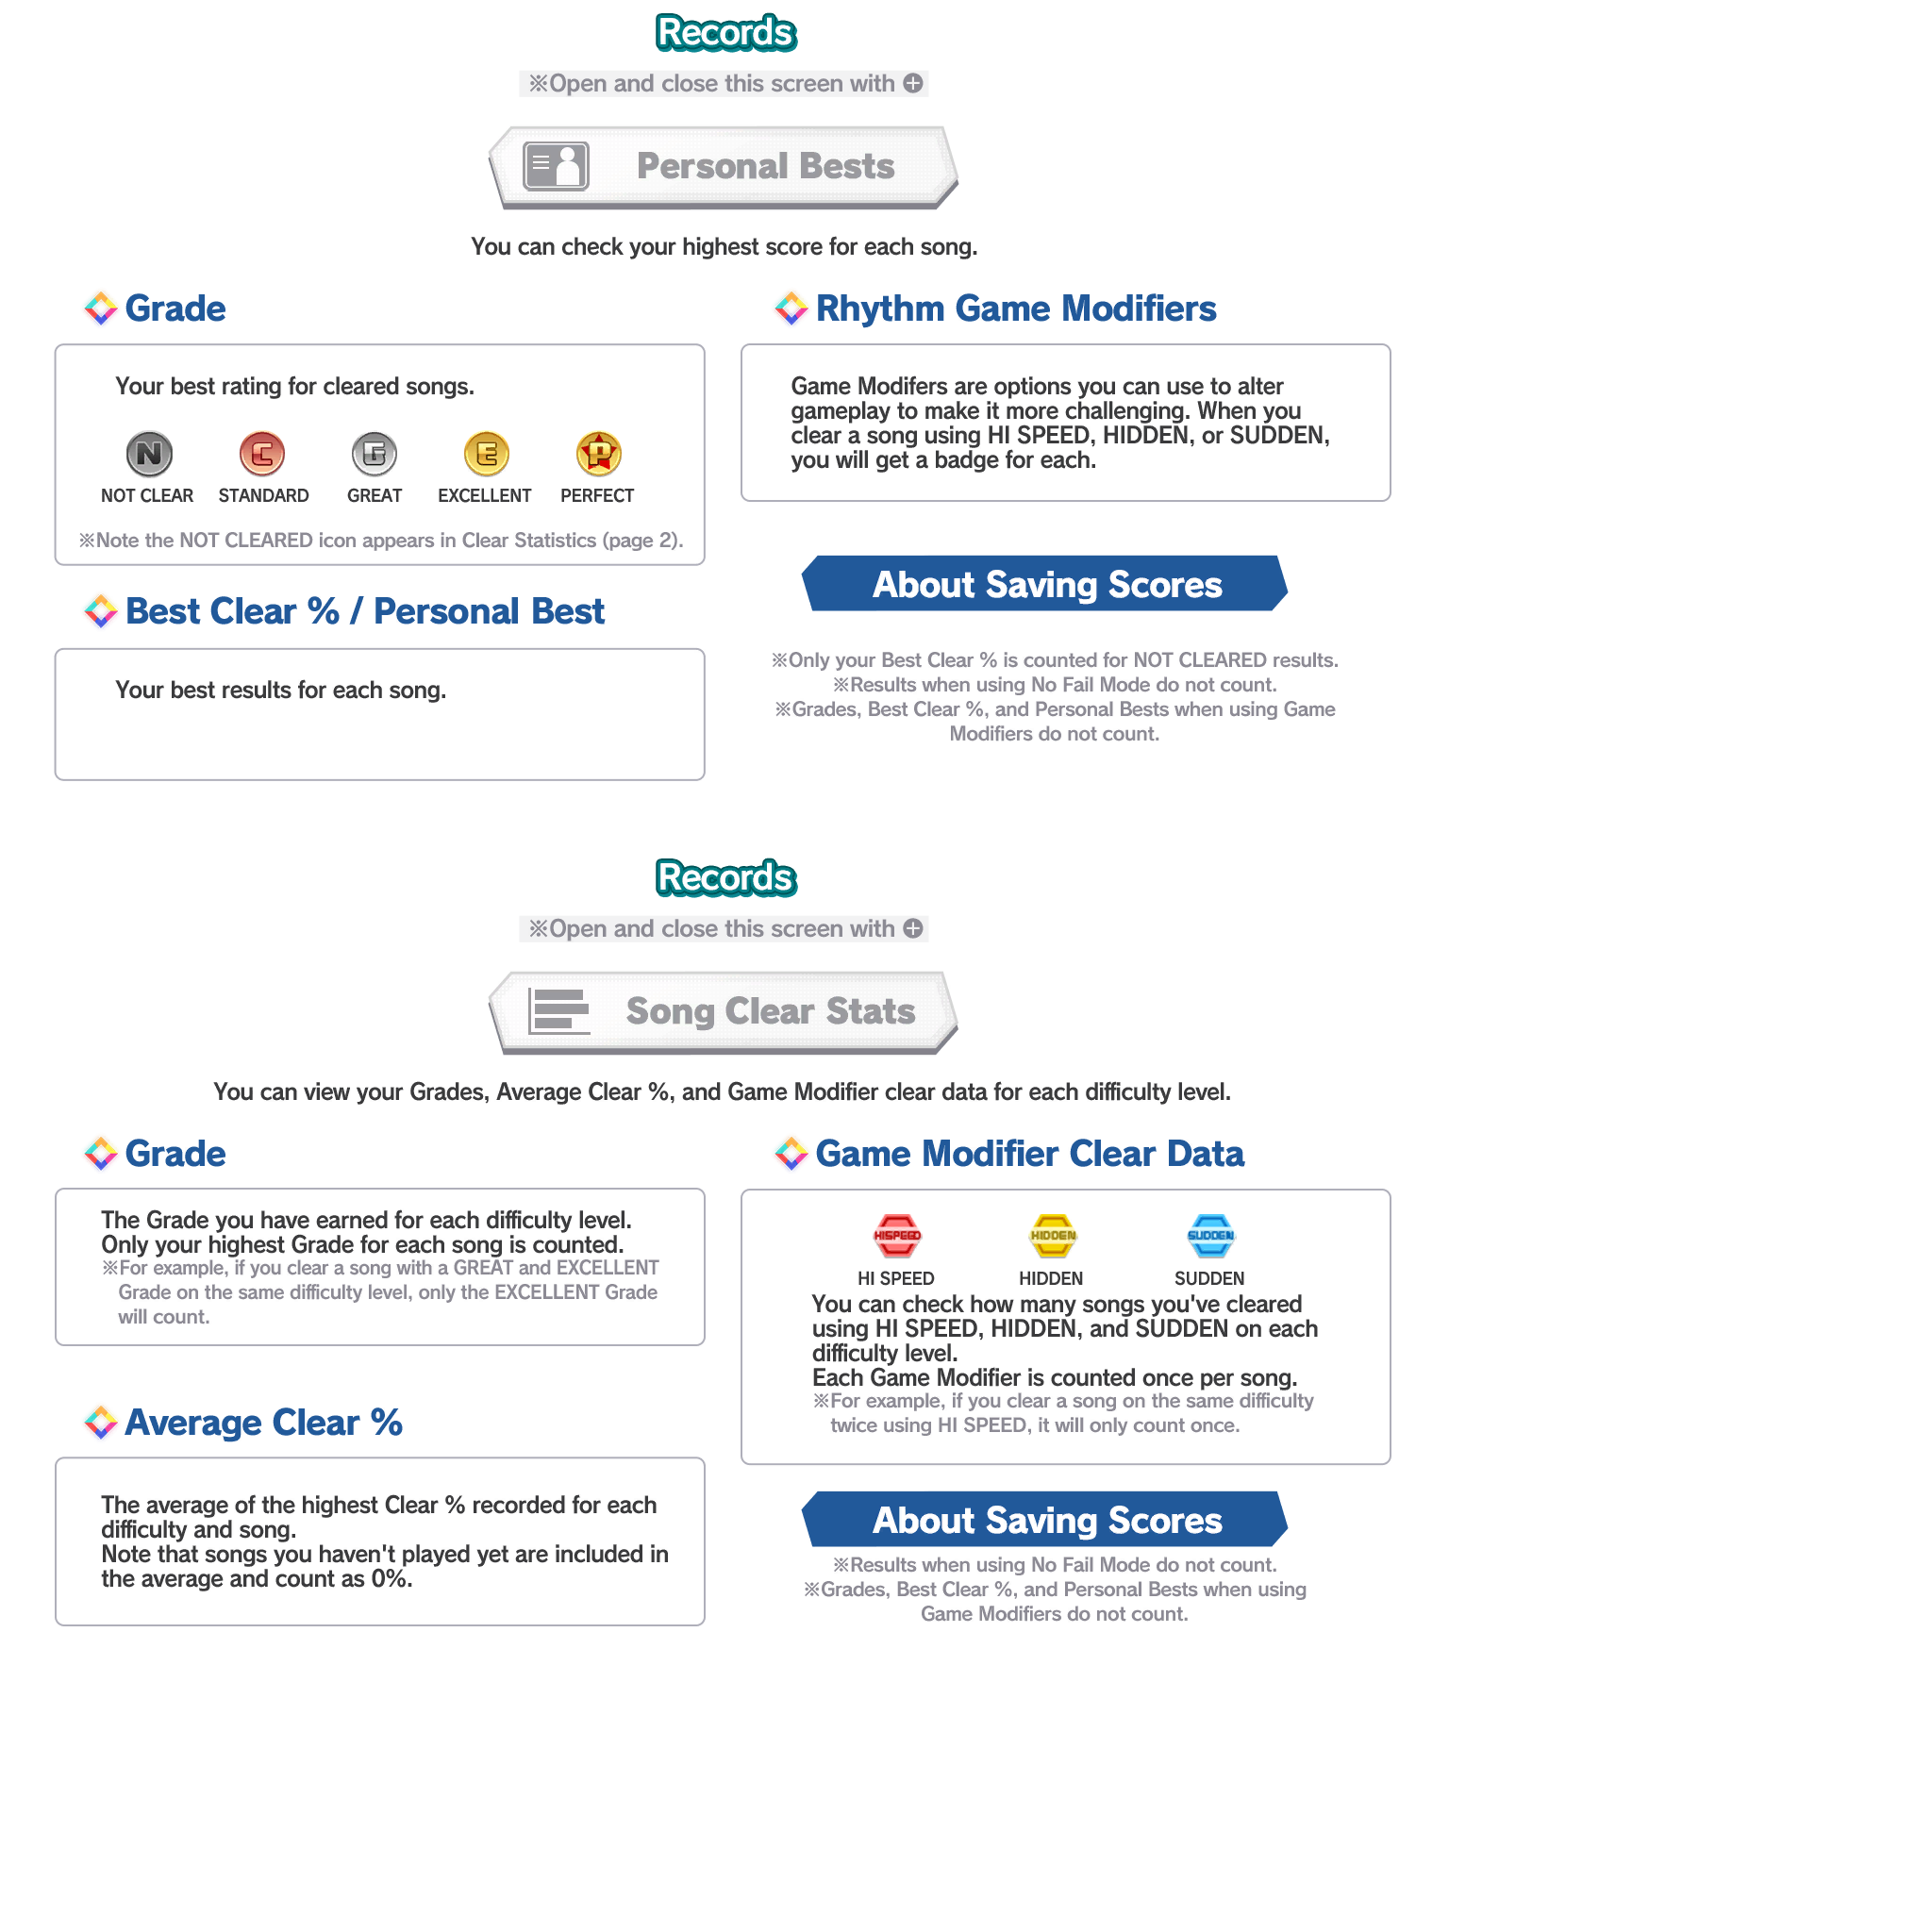 Records
※Open and close this screen with
Personal Bests
You can check your highest score for each song.
Grade
Your best rating for cleared songs.
N C G E P
NOT CLEAR STANDARD GREAT EXCELLENT PERFECT
※Note the NOT CLEARED icon appears in Clear Statistics (page 2).
Best Clear % / Personal Best
Your best results for each song.
Rhythm Game Modifiers
Game Modifers are options you can use to alter
gameplay to make it more challenging. When you
clear a song using HI SPEED, HIDDEN, or SUDDEN,
you will get a badge for each.
About Saving Scores
※Only your Best Clear % is counted for NOT CLEARED results.
※Results when using No Fail Mode do not count.
※Grades, Best Clear %, and Personal Bests when using Game
Modifiers do not count.
Records
※Open and close this screen with
Song Clear Stats
You can view your Grades, Average Clear %, and Game Modifier clear data for each difficulty level.
Grade
The Grade you have earned for each difficulty level.
Only your highest Grade for each song is counted.
※For example, if you clear a song with a GREAT and EXCELLENT
Grade on the same difficulty level, only the EXCELLENT Grade
will count.
Average Clear %
The average of the highest Clear % recorded for each
difficulty and song.
Note that songs you haven't played yet are included in
the average and count as 0%.
Game Modifier Clear Data
HISPEED HIDDEN SUDDEN
HI SPEED HIDDEN SUDDEN
You can check how many songs you've cleared
using HI SPEED, HIDDEN, and SUDDEN on each
difficulty level.
Each Game Modifier is counted once per song.
※For example, if you clear a song on the same difficulty
twice using HI SPEED, it will only count once.
About Saving Scores
※Results when using No Fail Mode do not count.
※Grades, Best Clear %, and Personal Bests when using
Game Modifiers do not count.